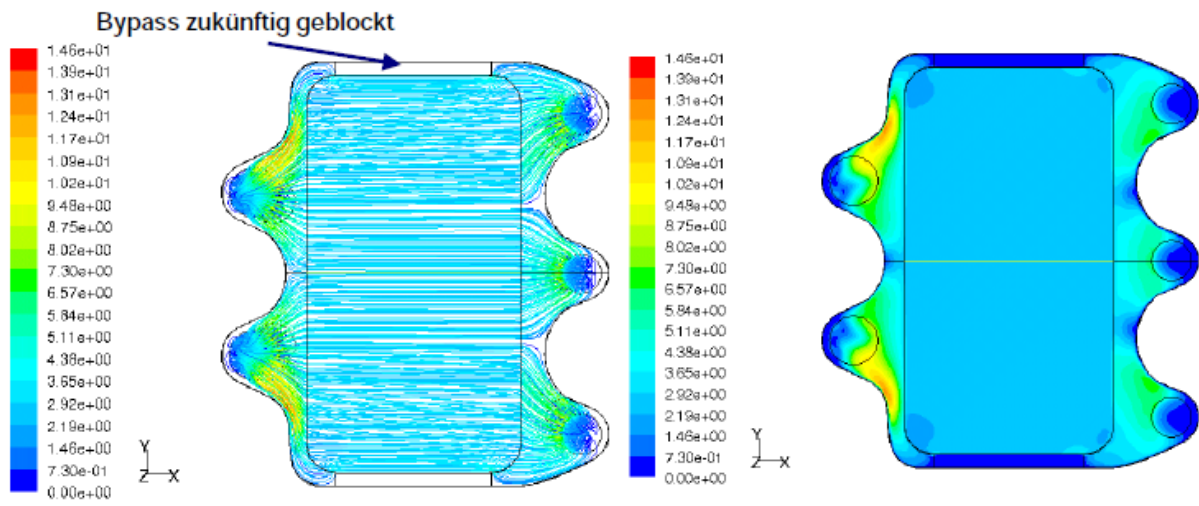 Bypass zukünftig geblockt
1.46e+01
1.39e+01
1.31e+01
1.24e+01
1.17e+01
1.09e+01
1.02e+01
9.48e+00
8.75e+00
8.02e+00
7.30e+00
6.57e+00
5.84e+00
5.11e+00
4.38e+00
3.65e+00
2.92e+00
2.19e+00
1.46e+00
7.30e-01
0.00e+00
Y
Z
X
1.46e+01
1.39e+01
1.31e+01
1.24e+01
1.17e+01
1.09e+01
1.02e+01
9.48e+00
8.75e+00
8.02e+00
7.30e+00
6.57e+00
5.84e+00
5.11e+00
4.38e+00
3.65e+00
2.92e+00
2.19e+00
1.46e+00
7.30e-01
0.00e+00
Y
Z
X